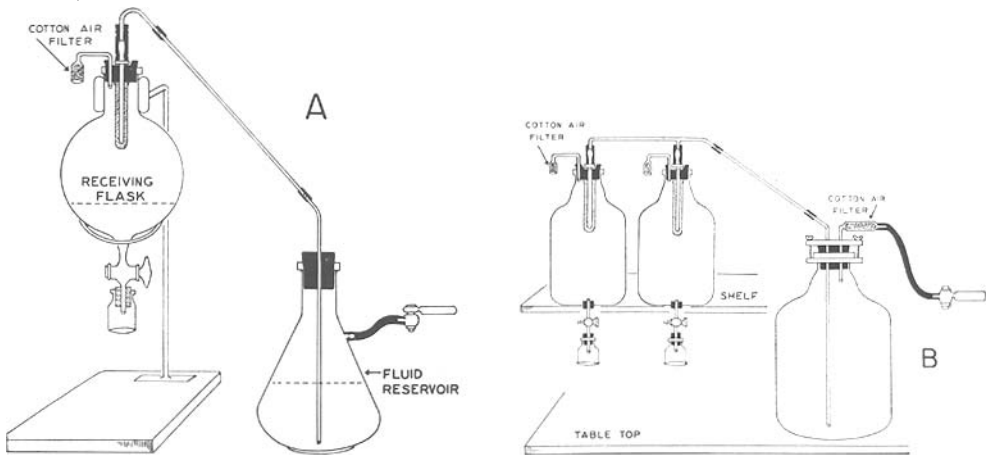 COTTON AIR
FILTER
A
RECEIVING
FLASK
FLUID
RESERVOIR
COTTON AIR
FILTER
COTTON AIR
FILTER
SHELF
B
TABLE TOP